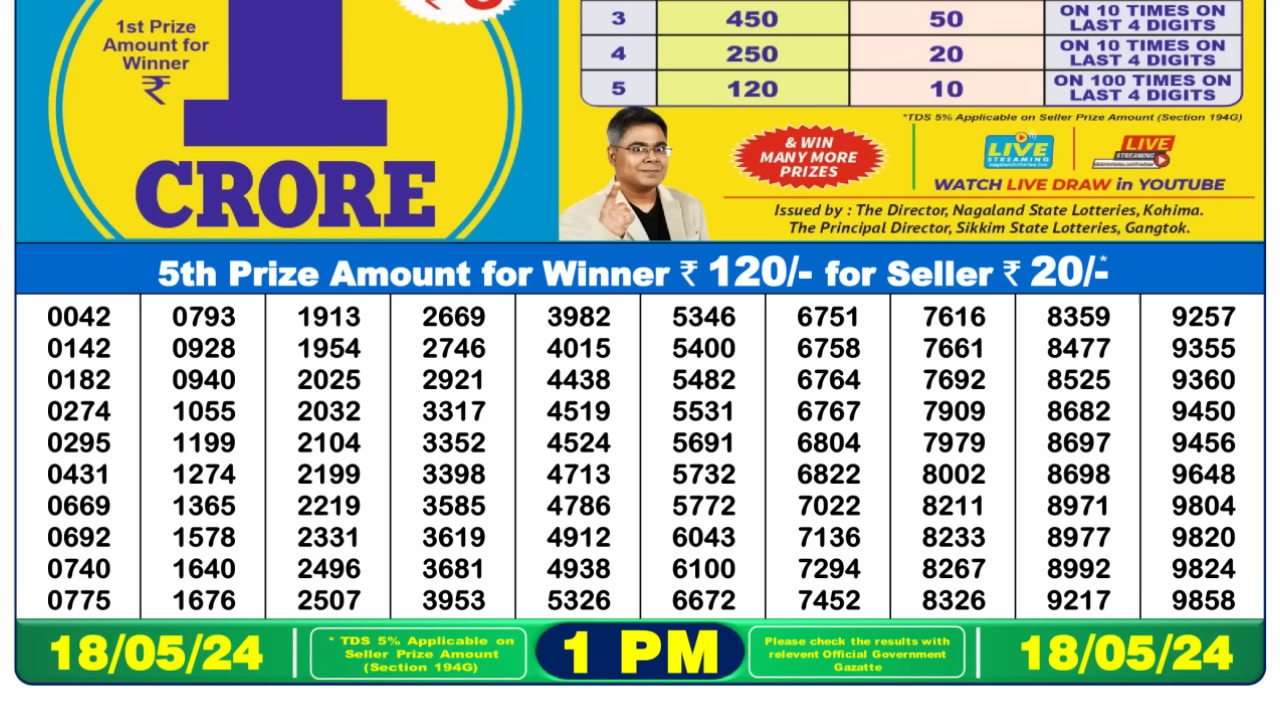 1st Prize
Amount for
Winner
₹
1
CRORE
3 450 50 ON 10 TIMES ON LAST 4 DIGITS
4 250 20 ON 10 TIMES ON LAST 4 DIGITS
5 120 10 ON 100 TIMES ON LAST 4 DIGITS
*TDS 5% Applicable on Seller Prize Amount (Section 194G)
& WIN
MANY MORE
PRIZES
LIVE
STREAMING
nagalandlotteries.live
LIVE
STREAMING
WATCH LIVE DRAW in YOUTUBE
Issued by : The Director, Nagaland State Lotteries, Kohima.
The Principal Director, Sikkim State Lotteries, Gangtok.
5th Prize Amount for Winner ₹ 120/- for Seller ₹ 20/-*
0042 0793 1913 2669 3982 5346 6751 7616 8359 9257
0142 0928 1954 2746 4015 5400 6758 7661 8477 9355
0182 0940 2025 2921 4438 5482 6764 7692 8525 9360
0274 1055 2032 3317 4519 5531 6767 7909 8682 9450
0295 1199 2104 3352 4524 5691 6804 7979 8697 9456
0431 1274 2199 3398 4713 5732 6822 8002 8698 9648
0669 1365 2219 3585 4786 5772 7022 8211 8971 9804
0692 1578 2331 3619 4912 6043 7136 8233 8977 9820
0740 1640 2496 3681 4938 6100 7294 8267 8992 9824
0775 1676 2507 3953 5326 6672 7452 8326 9217 9858
18/05/24
* TDS 5% Applicable on
Seller Prize Amount
(Section 194G)
1 PM
Please check the results with
relevent Official Government
Gazatte
18/05/24